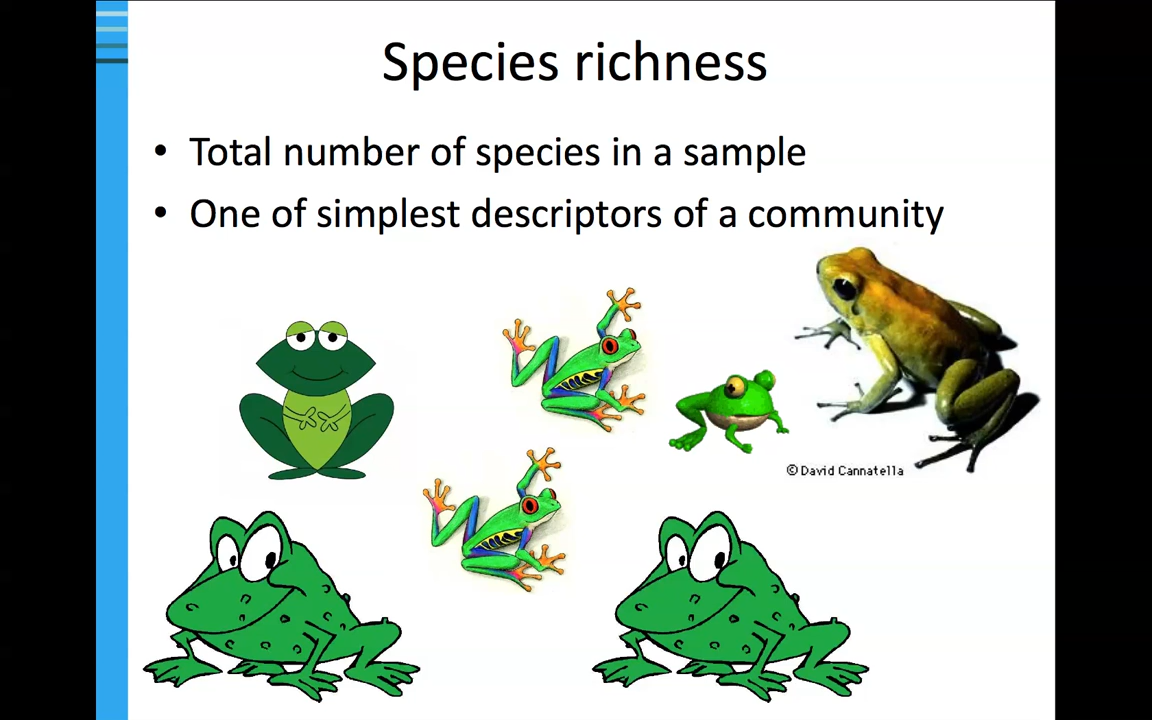 Species richness
• Total number of species in a sample
• One of simplest descriptors of a community
© David Cannatella